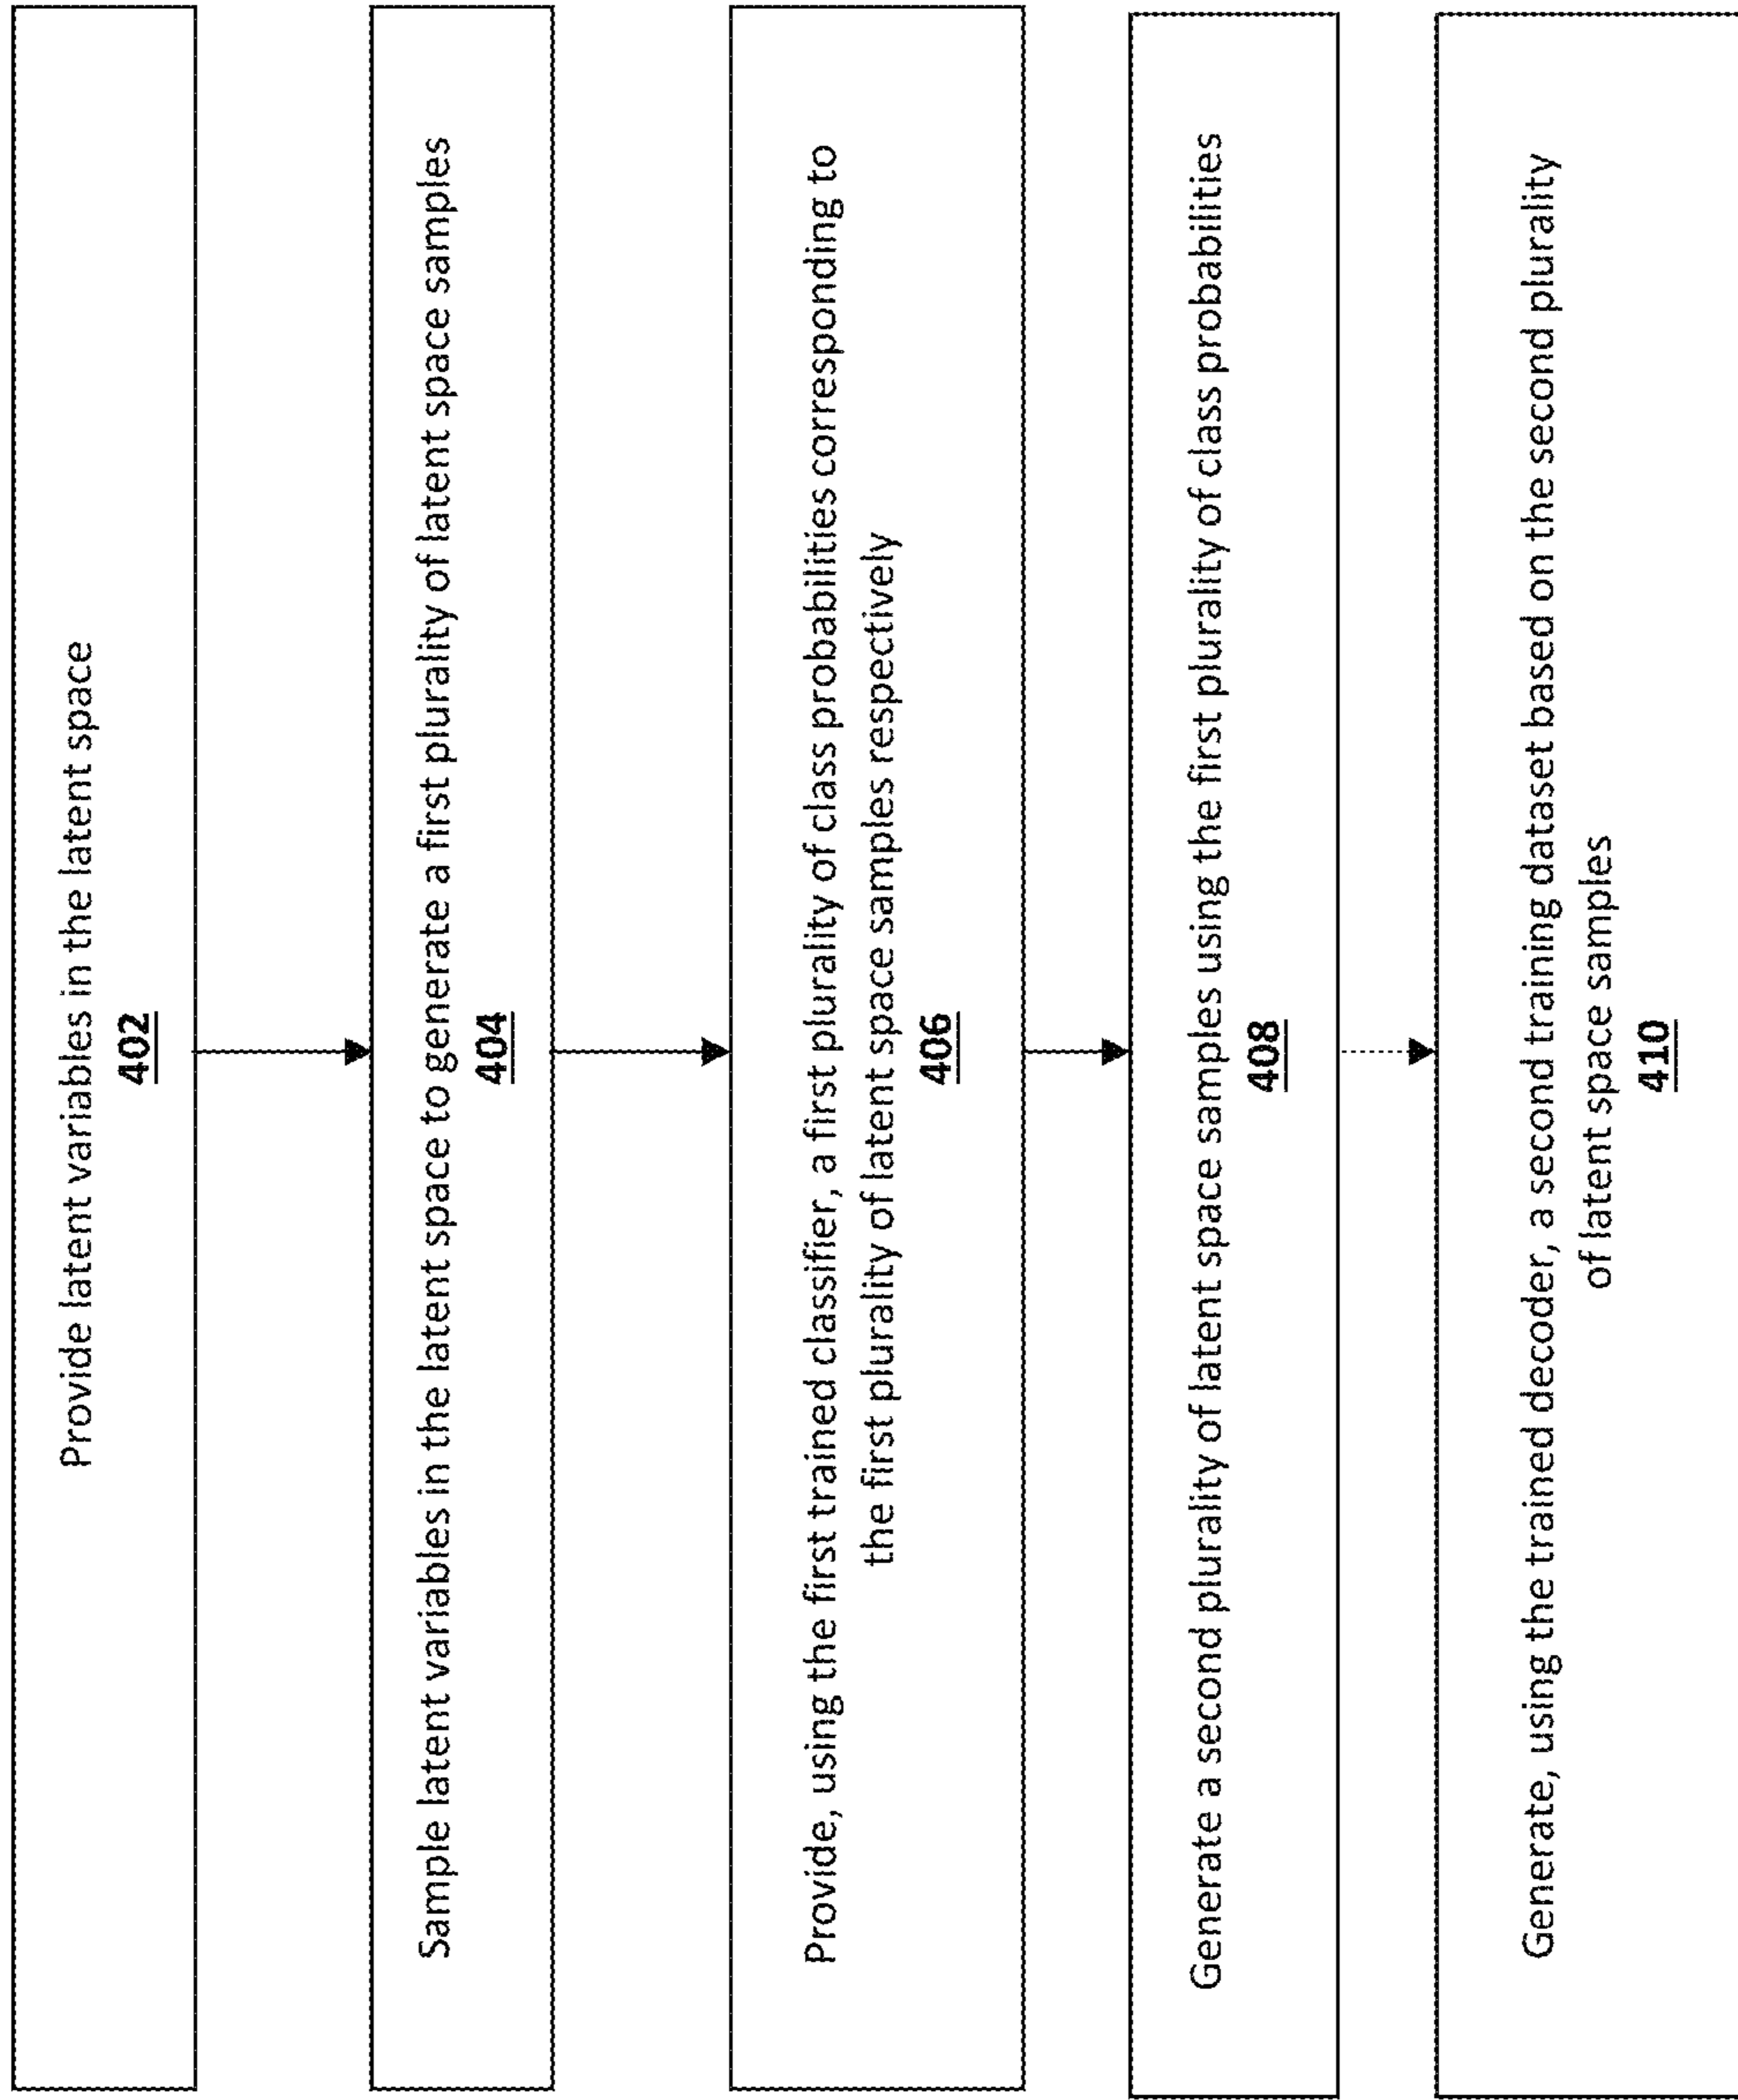 Provide latent variables in the latent space
402
Sample latent variables in the latent space to generate a first plurality of latent space samples
404
Provide, using the first trained classifier, a first plurality of class probabilities corresponding to
the first plurality of latent space samples respectively
406
Generate a second plurality of latent space samples using the first plurality of class probabilities
408
Generate, using the trained decoder, a second training dataset based on the second plurality
of latent space samples
410